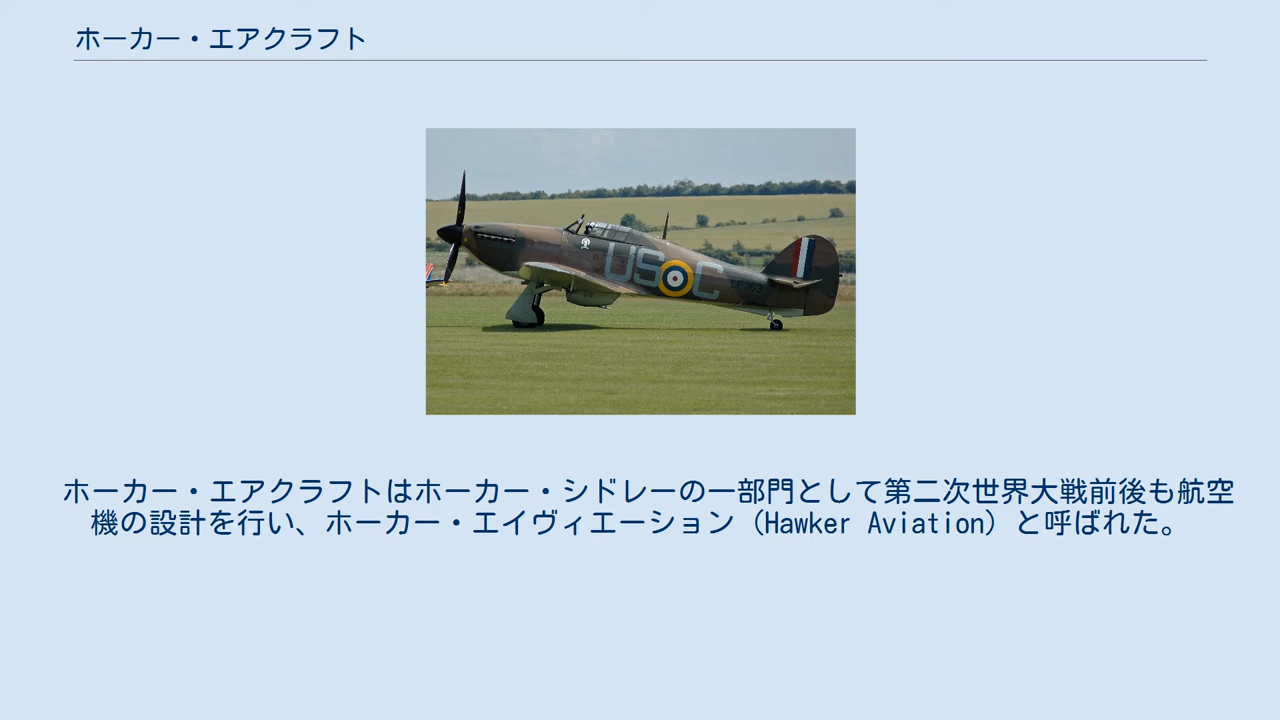 ホーカー・エアクラフト
US C
LF363
ホーカー・エアクラフトはホーカー・シドレーの一部門として第二次世界大戦前後も航空
機の設計を行い、ホーカー・エイヴィエーション（Hawker Aviation）と呼ばれた。